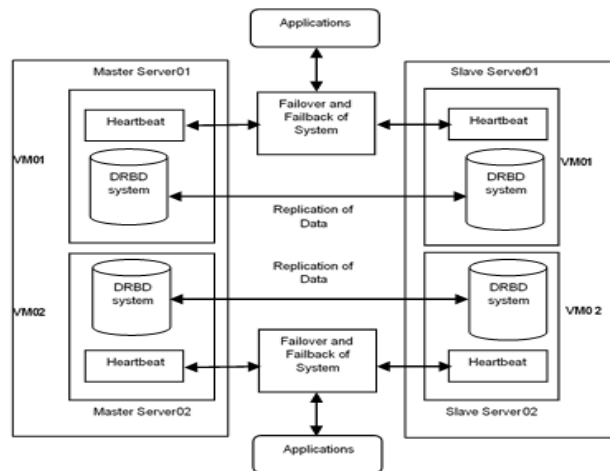 Applications
Master Server01
Slave Server01
Heartbeat
Failover and
Failback of
System
Heartbeat
VM01
DRBD
system
DRBD
system
VM01
Replication of
Data
Replication of
Data
DRBD
system
DRBD
system
VM02
VM0 2
Heartbeat
Failover and
Failback of
System
Heartbeat
Master Server02
Slave Server02
Applications